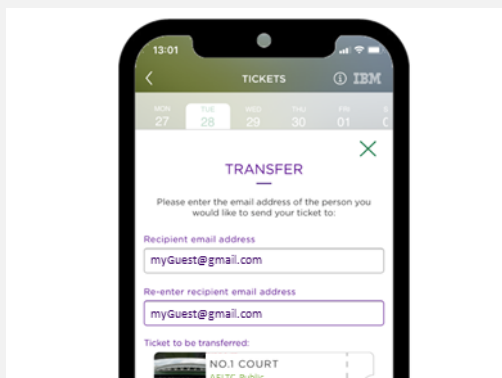 13:01
TICKETS
IBM
MON TUE WED THU FRI S
27 28 29 30 01
TRANSFER
Please enter the email address of the person you
would like to send your ticket to:
Recipient email address
myGuest@gmail.com
Re-enter recipient email address
myGuest@gmail.com
Ticket to be transferred:
NO.1 COURT
AELTC Public